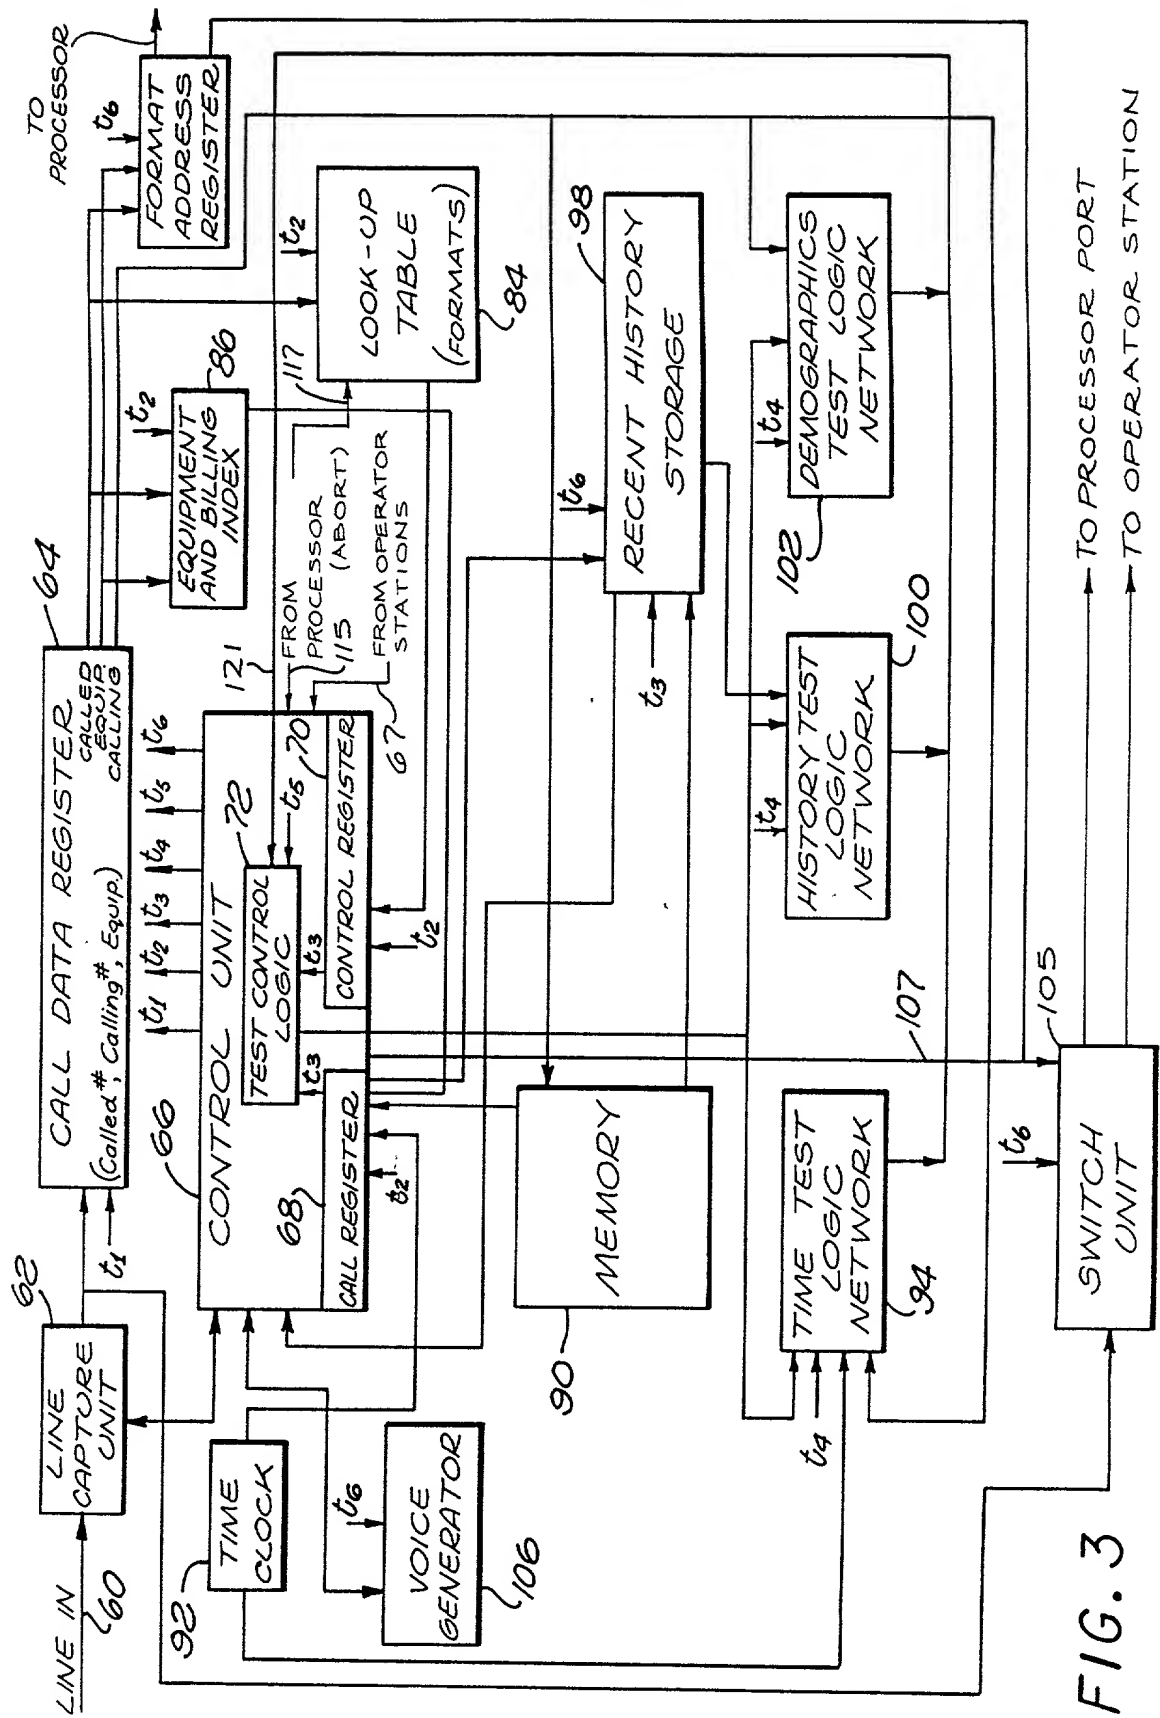 LINE IN
60
LINE
CAPTURE
UNIT
62
t1
CALL DATA REGISTER
(Called#, Calling#, Equip.)
CALLED
EQUIP.
CALLING
64
TO
PROCESSOR
t6
FORMAT
ADDRESS
REGISTER
t2
EQUIPMENT
AND BILLING
INDEX
86
t2
LOOK-UP
TABLE
(FORMATS)
84
117
t1
t2
t3
t4
t5
t6
66
CONTROL UNIT
72
TEST CONTROL
LOGIC
t5
t3
t3
68
CALL REGISTER
70
CONTROL REGISTER
t2
t2
121
FROM
PROCESSOR
115 (ABORT)
FROM OPERATOR
STATIONS
67
92
TIME
CLOCK
t6
VOICE
GENERATOR
106
90
MEMORY
t3
t6
RECENT HISTORY
STORAGE
98
t4
TIME TEST
LOGIC
NETWORK
94
t4
HISTORY TEST
LOGIC
NETWORK
100
t4
DEMOGRAPHICS
TEST LOGIC
NETWORK
102
107
105
t6
SWITCH
UNIT
TO PROCESSOR PORT
TO OPERATOR STATION
FIG. 3